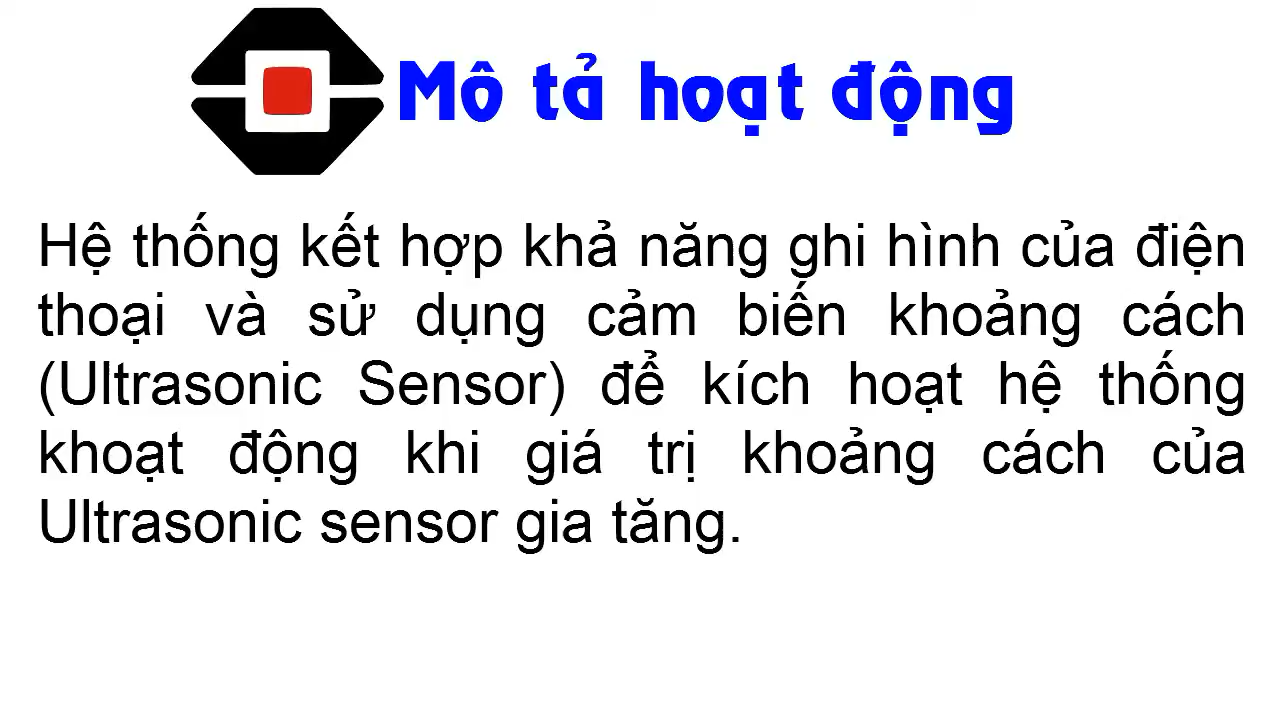 Mô tả hoạt động
Hệ thống kết hợp khả năng ghi hình của điện
thoại và sử dụng cảm biến khoảng cách
(Ultrasonic Sensor) để kích hoạt hệ thống
khoạt động khi giá trị khoảng cách của
Ultrasonic sensor gia tăng.